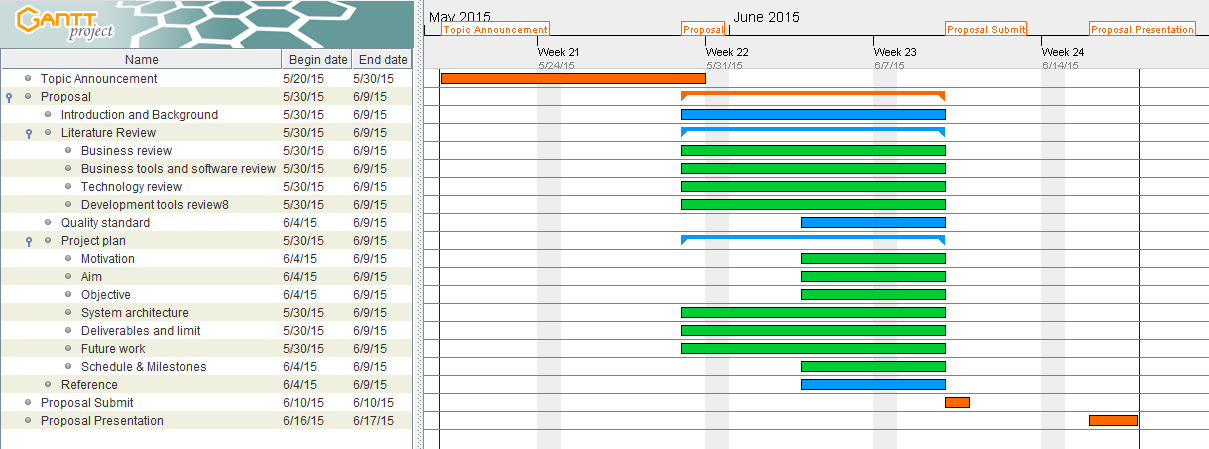 GANTT
project
May 2015 June 2015
Topic Announcement Proposal Proposal Submit Proposal Presentation
Week 21 Week 22 Week 23 Week 24
5/24/15 5/31/15 6/7/15 6/14/15
Name Begin date End date
Topic Announcement 5/20/15 5/30/15
Proposal 5/30/15 6/9/15
Introduction and Background 5/30/15 6/9/15
Literature Review 5/30/15 6/9/15
Business review 5/30/15 6/9/15
Business tools and software review 5/30/15 6/9/15
Technology review 5/30/15 6/9/15
Development tools review8 5/30/15 6/9/15
Quality standard 6/4/15 6/9/15
Project plan 5/30/15 6/9/15
Motivation 6/4/15 6/9/15
Aim 6/4/15 6/9/15
Objective 6/4/15 6/9/15
System architecture 5/30/15 6/9/15
Deliverables and limit 5/30/15 6/9/15
Future work 5/30/15 6/9/15
Schedule & Milestones 6/4/15 6/9/15
Reference 6/4/15 6/9/15
Proposal Submit 6/10/15 6/10/15
Proposal Presentation 6/16/15 6/17/15